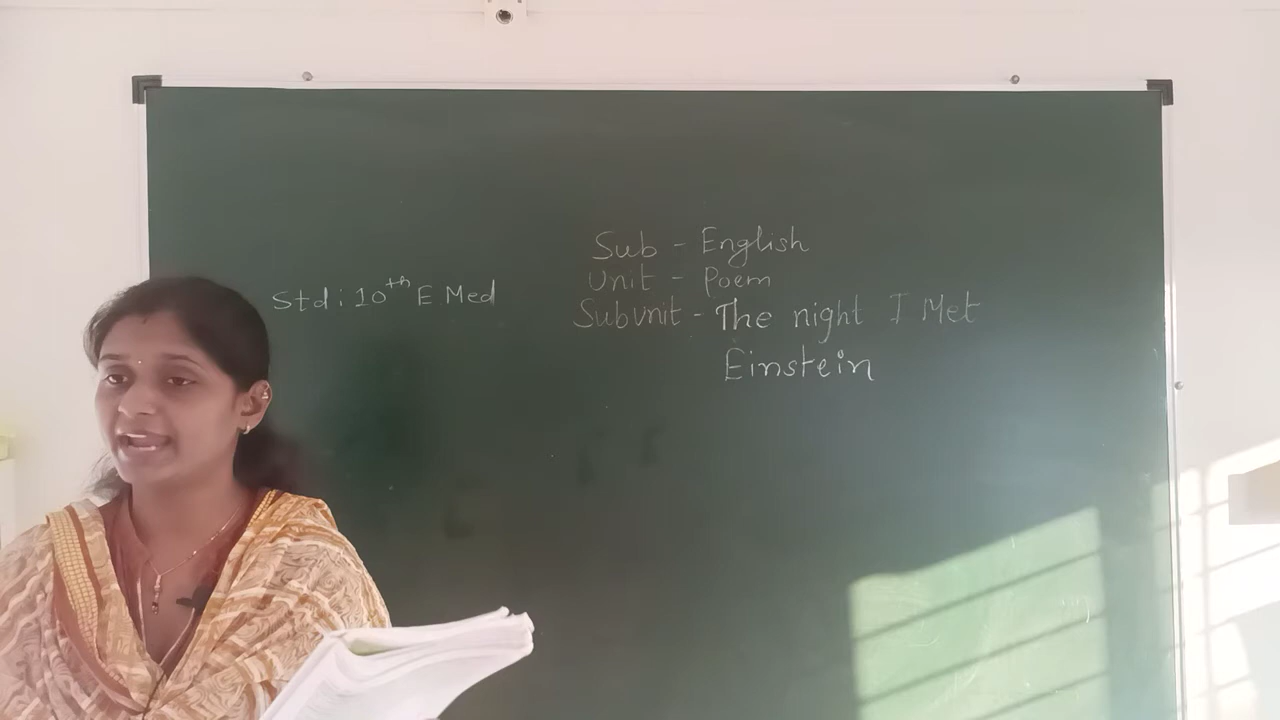 Std : 10th E Med
Sub - English
Unit - Poem
Subunit - The night I Met
Einstein